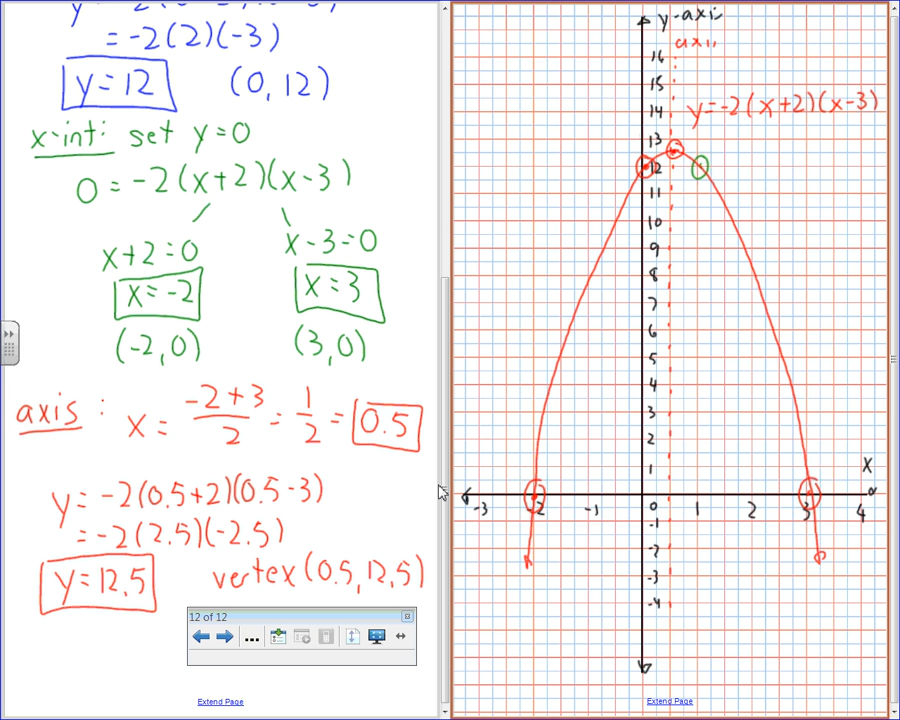 = -2(2)(-3)
y = 12 (0, 12)
x-int: set y = 0
0 = -2(x+2)(x-3)
x+2=0 x-3=0
x = -2 x = 3
(-2, 0) (3, 0)
axis: x = -2+3/2 = 1/2 = 0.5
y = -2(0.5+2)(0.5-3)
= -2(2.5)(-2.5)
y = 12.5 vertex (0.5, 12.5)
12 of 12
...
Extend Page
y-axis
axis
16
15
14
y = -2(x+2)(x-3)
13
12
11
10
9
8
7
6
5
4
3
2
1
x
-3 -2 -1 0 1 2 3 4
-1
-2
-3
-4
Extend Page